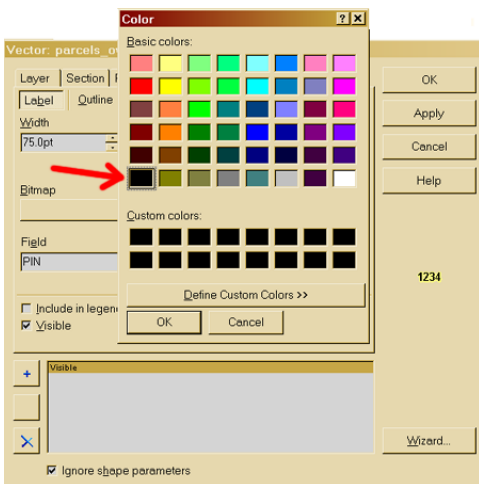 Color
Basic colors:
Vector: parcels_ov
Layer Section
Label Outline
Width
75.0pt
Bitmap
Field
PIN
Include in legen
Visible
Custom colors:
Define Custom Colors >>
OK Cancel
OK
Apply
Cancel
Help
1234
Visible
Wizard...
Ignore shape parameters